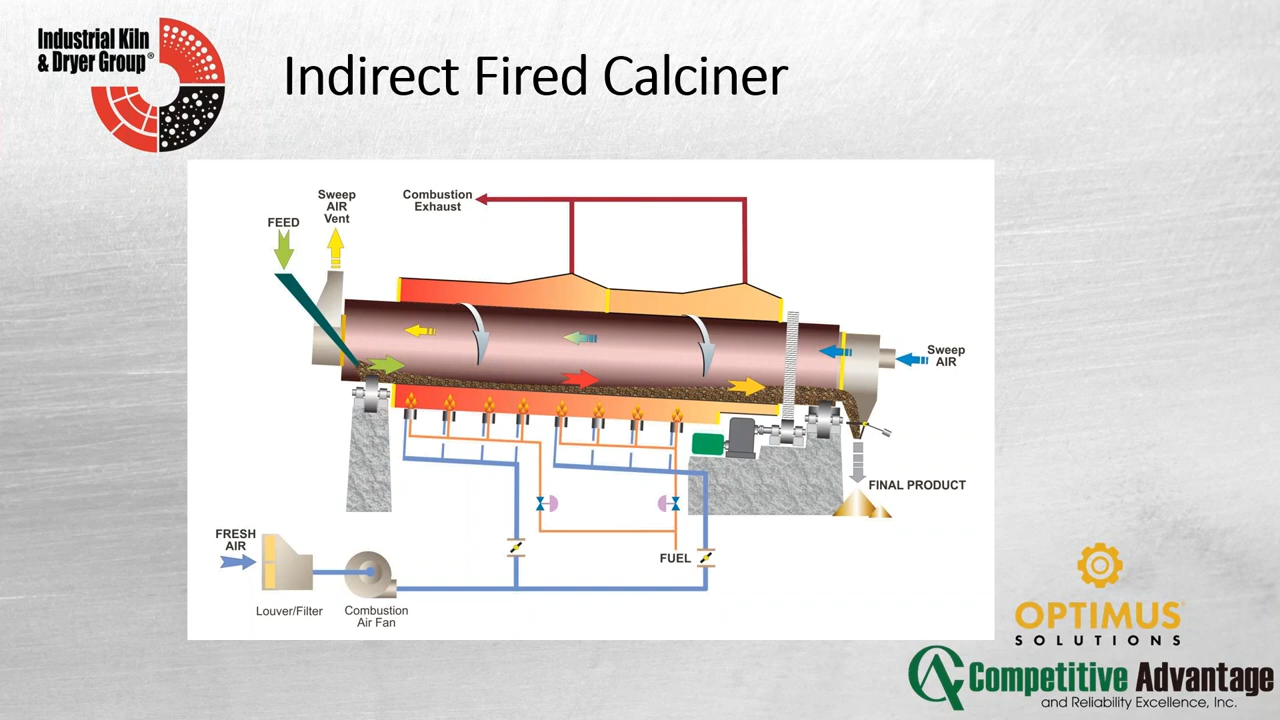 Industrial Kiln
& Dryer Group®
Indirect Fired Calciner
Sweep
AIR
Vent
Combustion
Exhaust
FEED
Sweep
AIR
FINAL PRODUCT
FRESH
AIR
FUEL
Louver/Filter
Combustion
Air Fan
OPTIMUS
SOLUTIONS
CA Competitive Advantage
and Reliability Excellence, Inc.